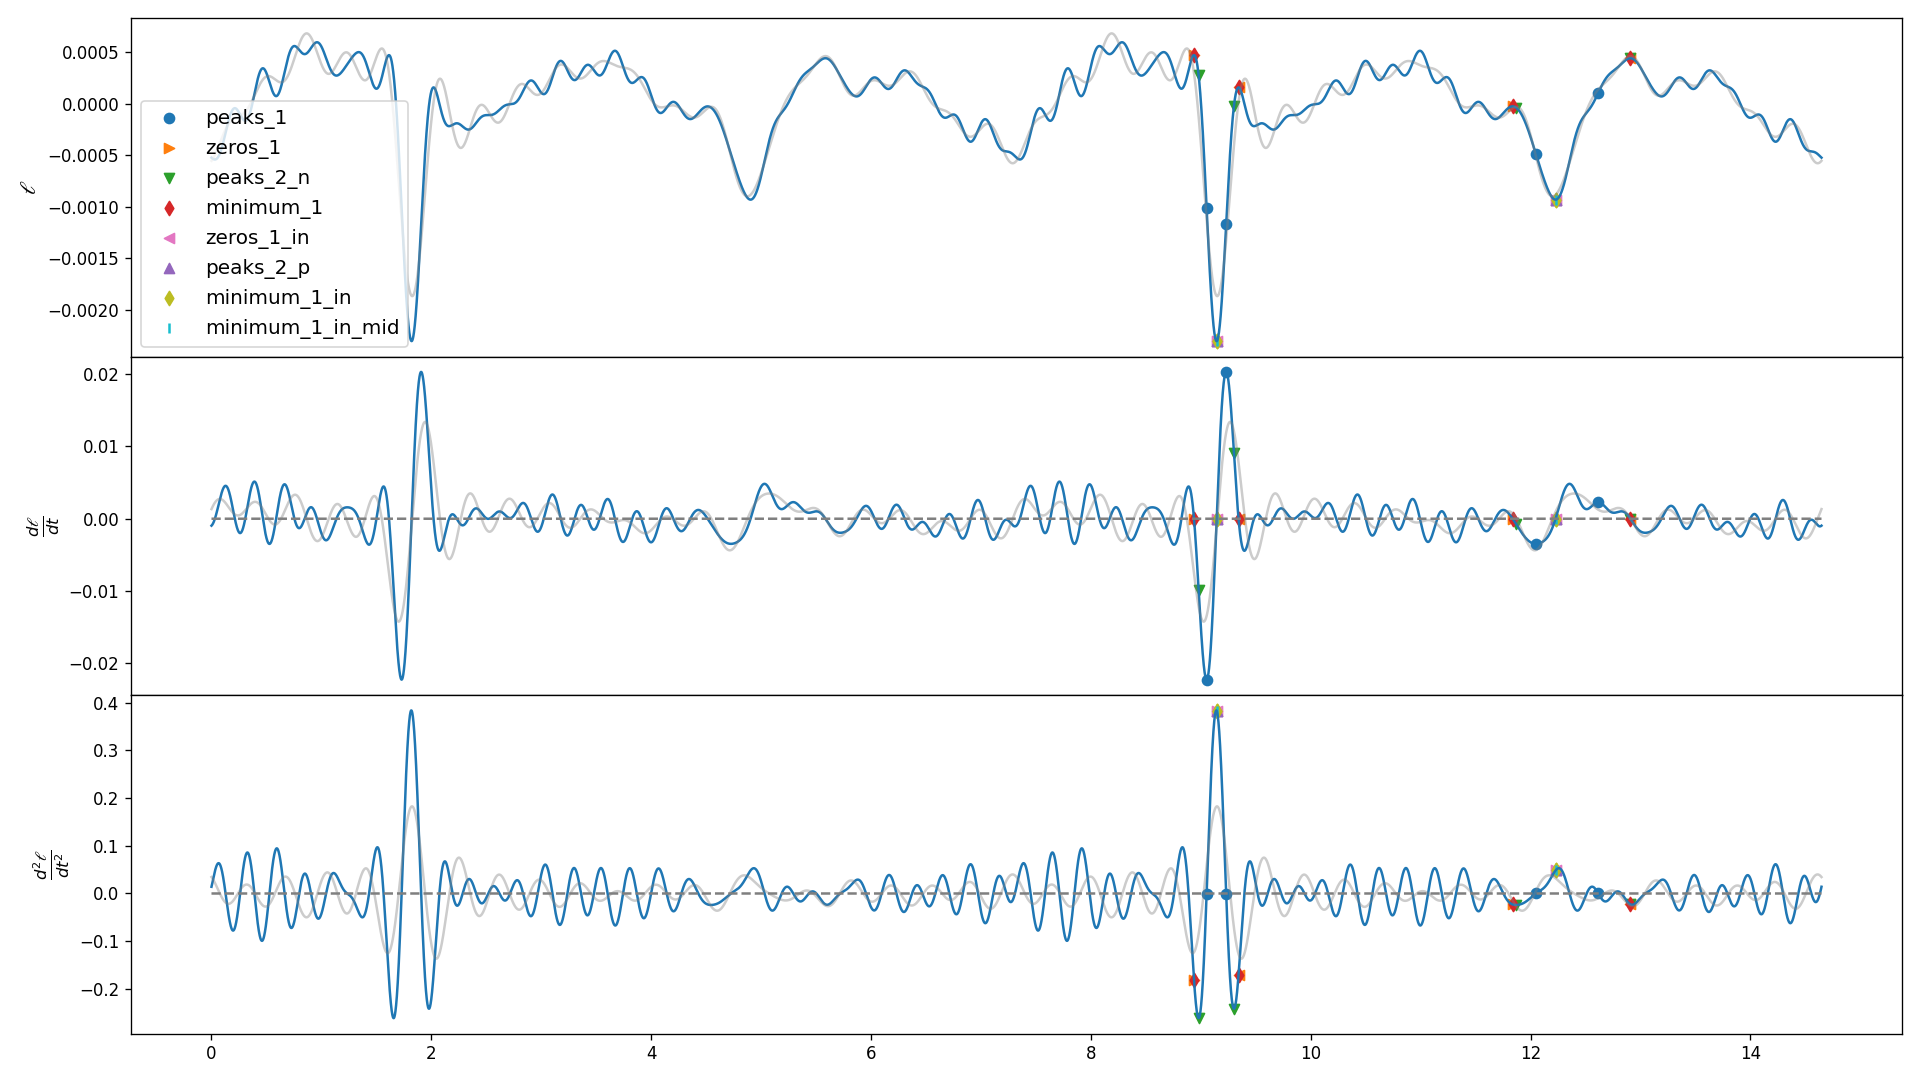 0.0005
0.0000
−0.0005
−0.0010
−0.0015
−0.0020
ℓ
peaks_1
zeros_1
peaks_2_n
minimum_1
zeros_1_in
peaks_2_p
minimum_1_in
minimum_1_in_mid
0.02
0.01
0.00
−0.01
−0.02
dℓ
dt
0.4
0.3
0.2
0.1
0.0
−0.1
−0.2
d²ℓ
dt²
0 2 4 6 8 10 12 14